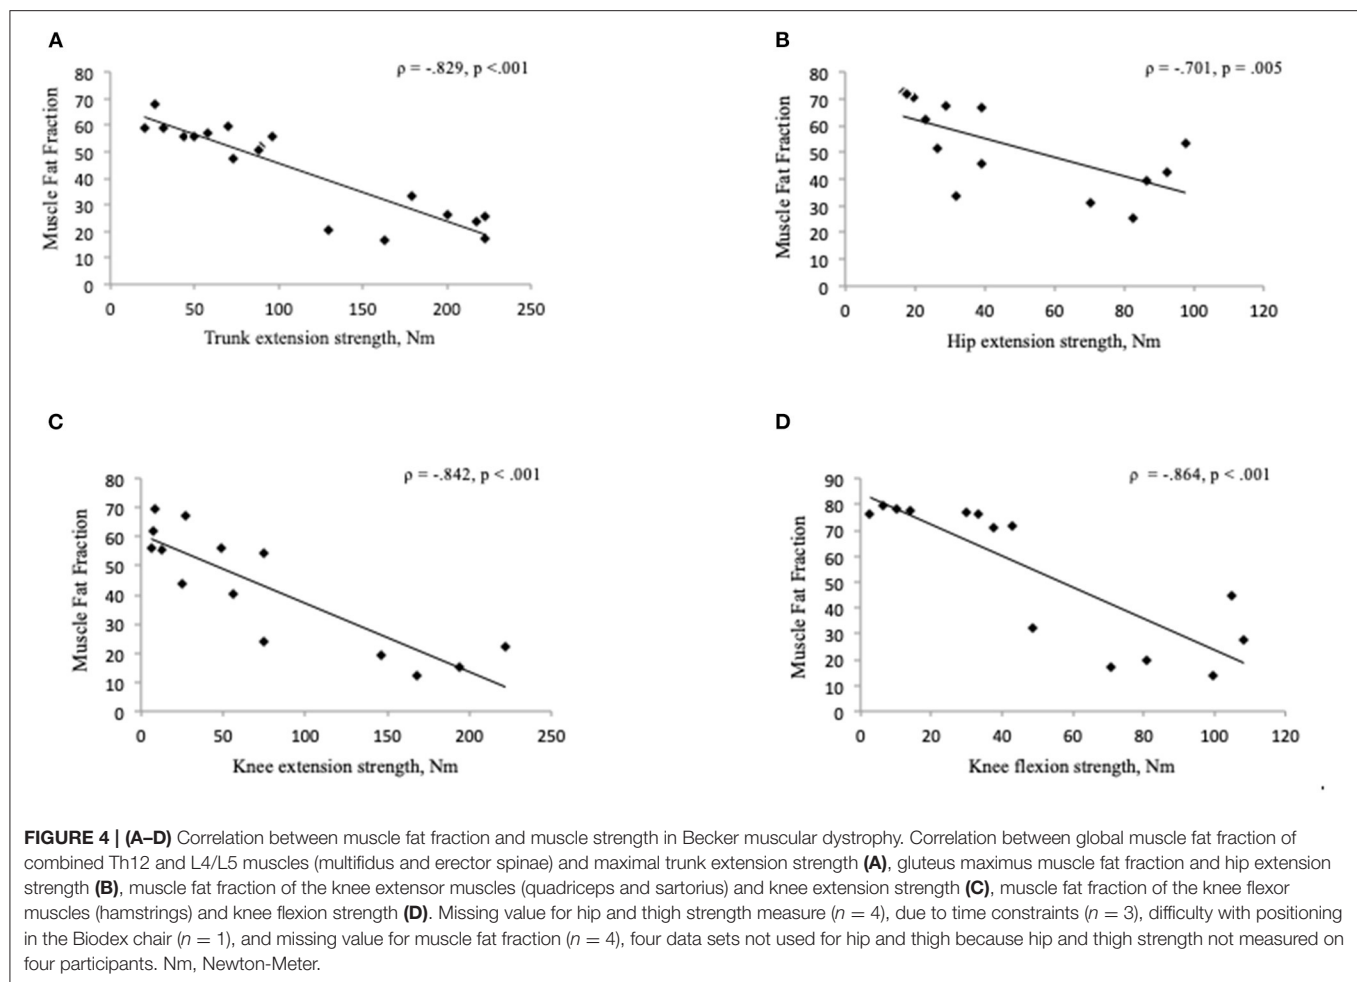 A
ρ = -.829, p <.001
80
70
60
50
40
30
20
10
0
Muscle Fat Fraction
0 50 100 150 200 250
Trunk extension strength, Nm
B
ρ = -.701, p = .005
80
70
60
50
40
30
20
10
0
Muscle Fat Fraction
0 20 40 60 80 100 120
Hip extension strength, Nm
C
ρ = -.842, p < .001
80
70
60
50
40
30
20
10
0
Muscle Fat Fraction
0 50 100 150 200 250
Knee extension strength, Nm
D
ρ = -.864, p < .001
90
80
70
60
50
40
30
20
10
0
Muscle Fat Fraction
0 20 40 60 80 100 120
Knee flexion strength, Nm
FIGURE 4 | (A–D) Correlation between muscle fat fraction and muscle strength in Becker muscular dystrophy. Correlation between global muscle fat fraction of
combined Th12 and L4/L5 muscles (multifidus and erector spinae) and maximal trunk extension strength (A), gluteus maximus muscle fat fraction and hip extension
strength (B), muscle fat fraction of the knee extensor muscles (quadriceps and sartorius) and knee extension strength (C), muscle fat fraction of the knee flexor
muscles (hamstrings) and knee flexion strength (D). Missing value for hip and thigh strength measure (n = 4), due to time constraints (n = 3), difficulty with positioning
in the Biodex chair (n = 1), and missing value for muscle fat fraction (n = 4), four data sets not used for hip and thigh because hip and thigh strength not measured on
four participants. Nm, Newton-Meter.